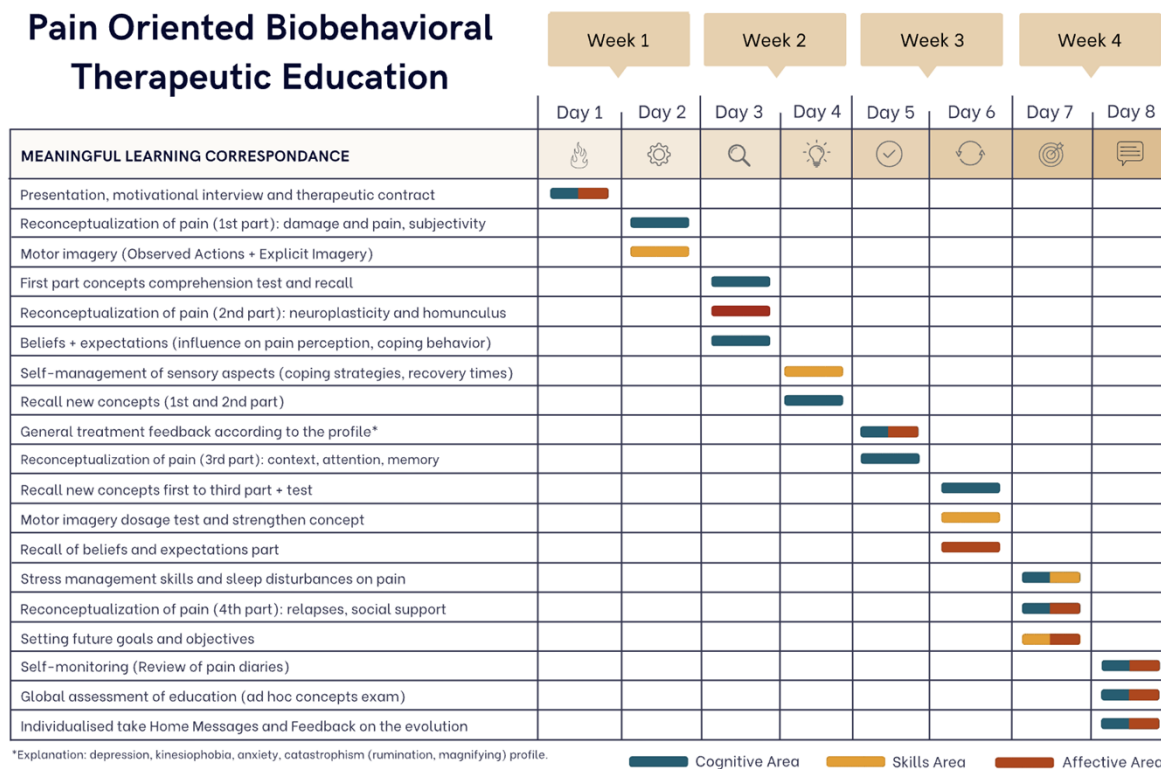 Pain Oriented Biobehavioral
Therapeutic Education
Week 1
Week 2
Week 3
Week 4
Day 1
Day 2
Day 3
Day 4
Day 5
Day 6
Day 7
Day 8
MEANINGFUL LEARNING CORRESPONDANCE
Presentation, motivational interview and therapeutic contract
Reconceptualization of pain (1st part): damage and pain, subjectivity
Motor imagery (Observed Actions + Explicit Imagery)
First part concepts comprehension test and recall
Reconceptualization of pain (2nd part): neuroplasticity and homunculus
Beliefs + expectations (influence on pain perception, coping behavior)
Self-management of sensory aspects (coping strategies, recovery times)
Recall new concepts (1st and 2nd part)
General treatment feedback according to the profile*
Reconceptualization of pain (3rd part): context, attention, memory
Recall new concepts first to third part + test
Motor imagery dosage test and strengthen concept
Recall of beliefs and expectations part
Stress management skills and sleep disturbances on pain
Reconceptualization of pain (4th part): relapses, social support
Setting future goals and objectives
Self-monitoring (Review of pain diaries)
Global assessment of education (ad hoc concepts exam)
Individualised take Home Messages and Feedback on the evolution
*Explanation: depression, kinesiophobia, anxiety, catastrophism (rumination, magnifying) profile.
Cognitive Area
Skills Area
Affective Area